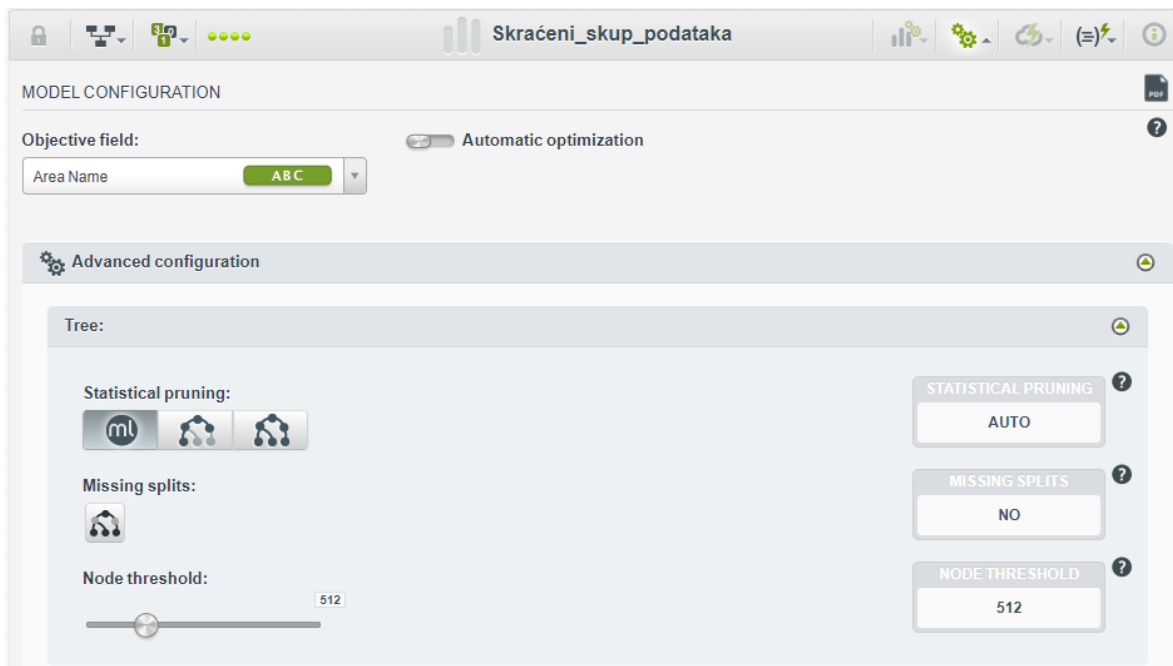 Skraćeni_skup_podataka
MODEL CONFIGURATION
PDF
Objective field:
Automatic optimization
Area Name
ABC
Advanced configuration
Tree:
Statistical pruning:
STATISTICAL PRUNING
ml
AUTO
Missing splits:
MISSING SPLITS
NO
Node threshold:
NODE THRESHOLD
512
512